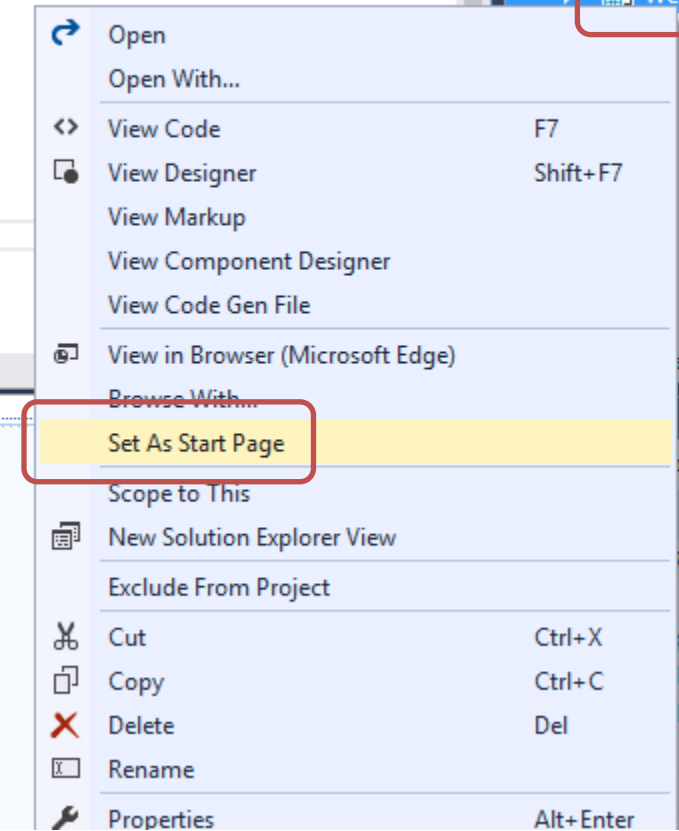 Open
Open With...
View Code F7
View Designer Shift+F7
View Markup
View Component Designer
View Code Gen File
View in Browser (Microsoft Edge)
Browse With...
Set As Start Page
Scope to This
New Solution Explorer View
Exclude From Project
Cut Ctrl+X
Copy Ctrl+C
Delete Del
Rename
Properties Alt+Enter